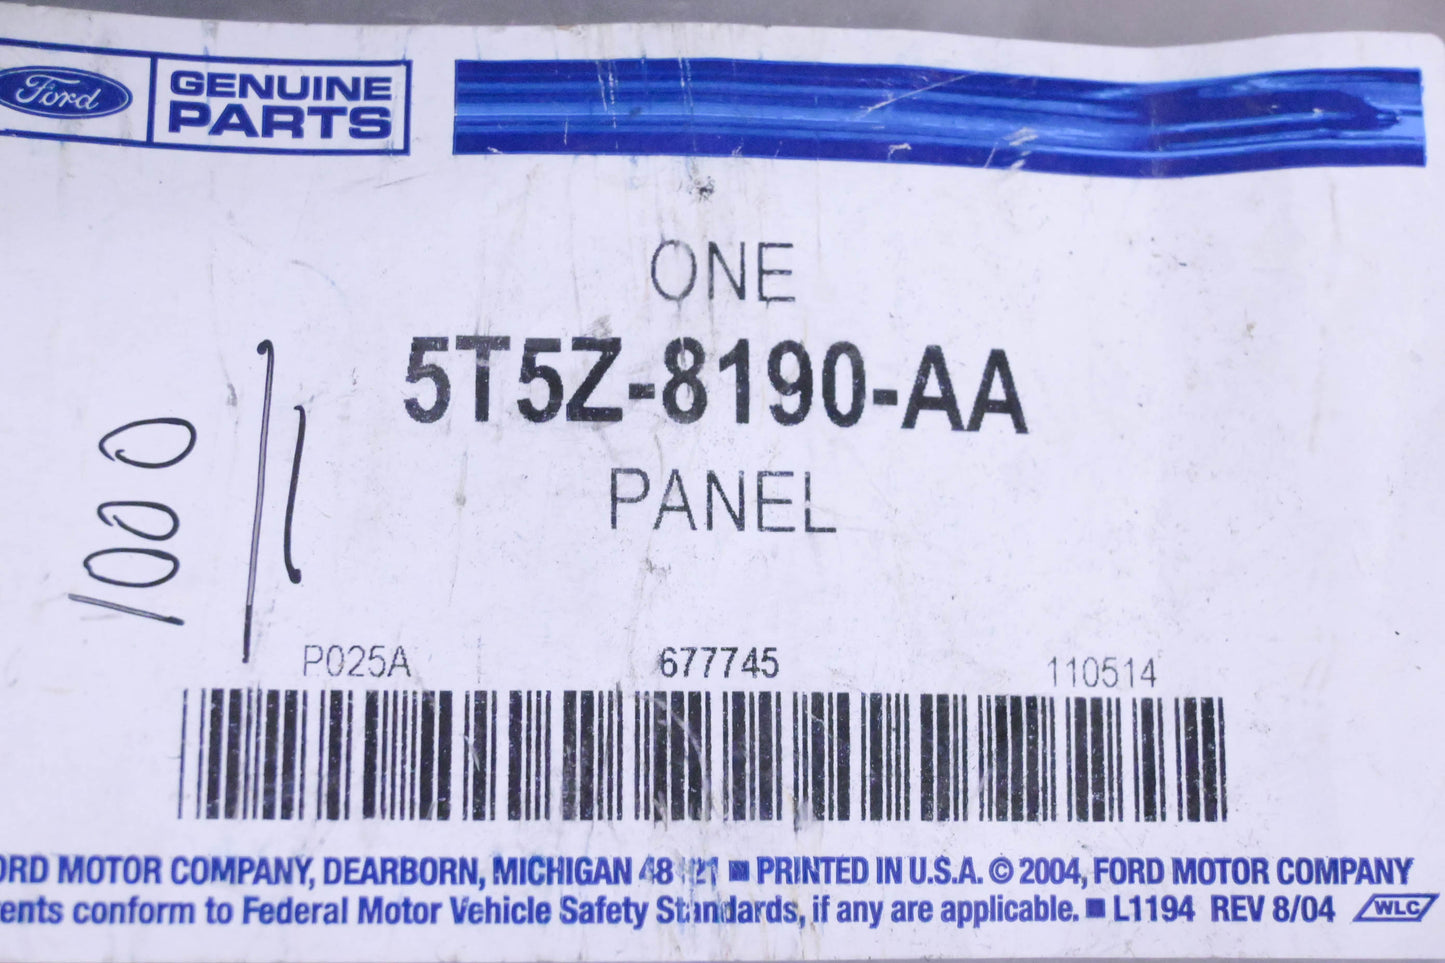 Ford GENUINE
PARTS
ONE
5T5Z-8190-AA
PANEL
1000
P025A 677745 110514
ORD MOTOR COMPANY, DEARBORN, MICHIGAN PRINTED IN U.S.A. © 2004, FORD MOTOR COMPANY
ents conform to Federal Motor Vehicle Safety Standards, if any are applicable. ■ L1194 REV 8/04 WLC